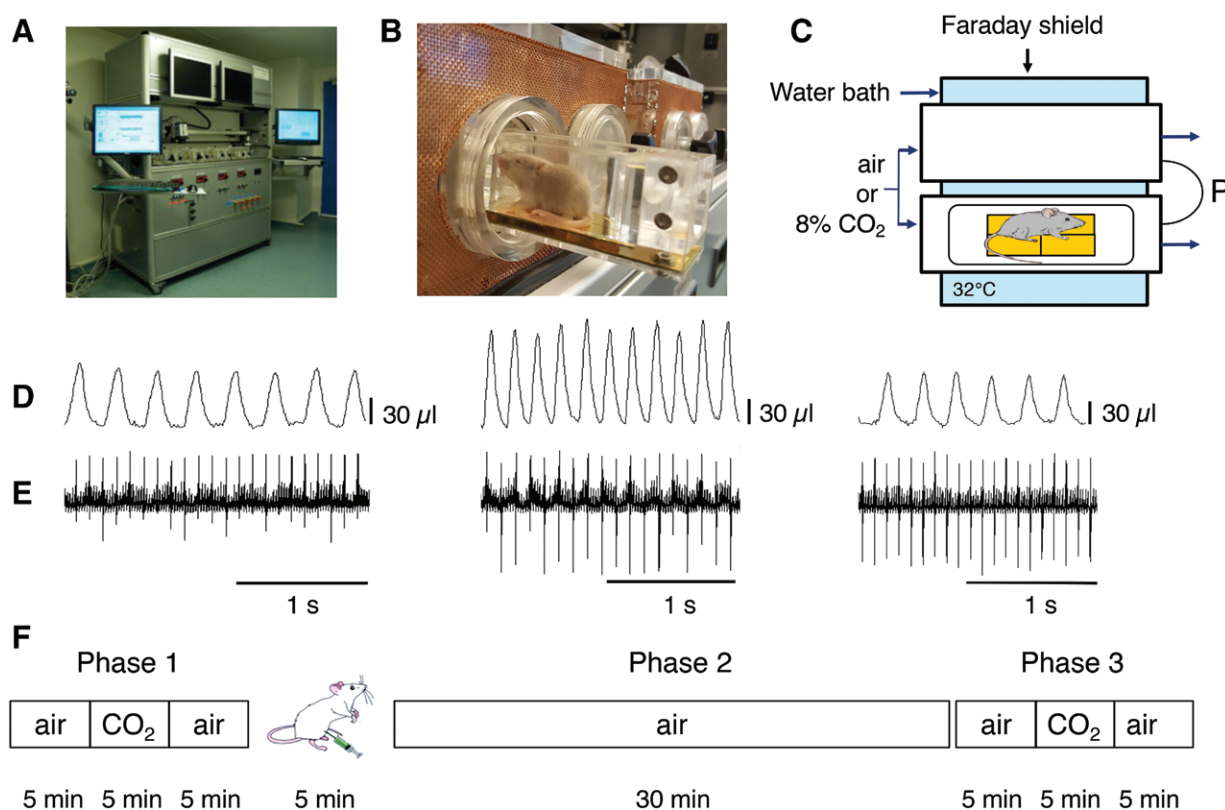 A
B
C
Faraday shield
Water bath
air
or
8% CO₂
P
32°C
D
30 µl
30 µl
30 µl
E
1 s
1 s
1 s
F
Phase 1
Phase 2
Phase 3
air
CO₂
air
air
air
CO₂
air
5 min
5 min
5 min
5 min
30 min
5 min
5 min
5 min